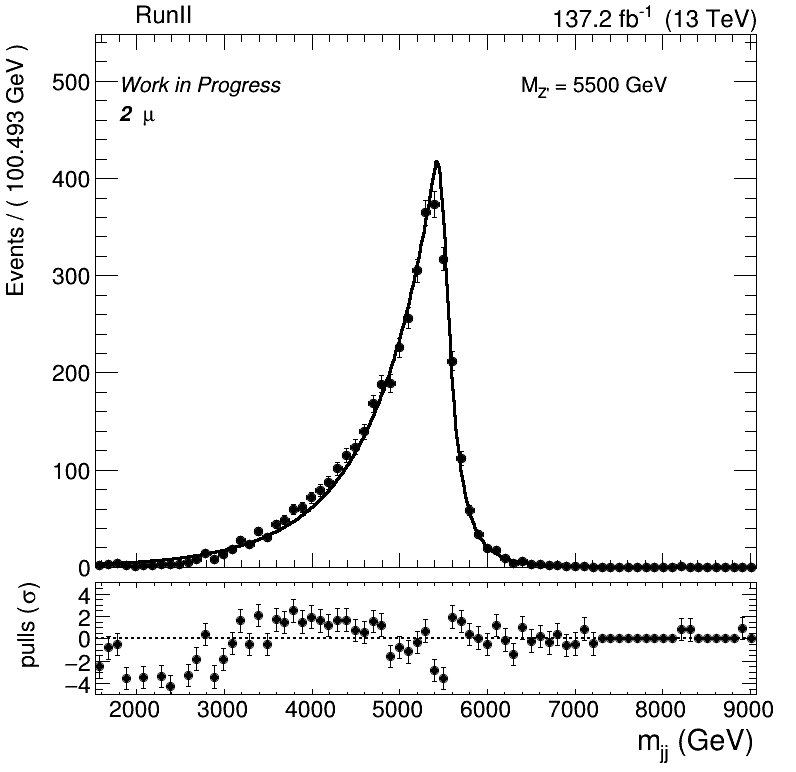 RunII 137.2 fb⁻¹ (13 TeV)
Events / ( 100.493 GeV )
500
400
300
200
100
0
Work in Progress
2 μ
M_Z' = 5500 GeV
pulls (σ)
4
2
0
−2
−4
2000 3000 4000 5000 6000 7000 8000 9000
m_jj (GeV)